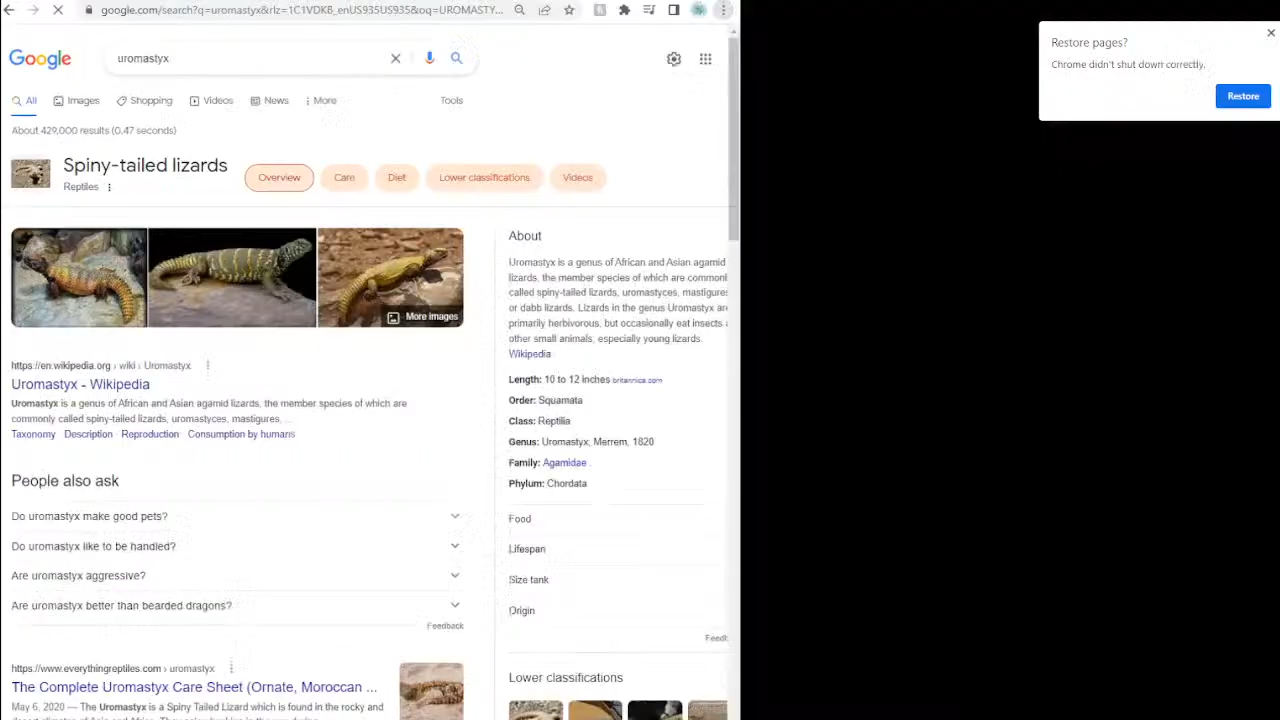 google.com/search?q=uromastyx&rlz=1C1VDKB_enUS935US935&oq=UROMASTY...
Restore pages?
Chrome didn't shut down correctly.
Restore
Google
uromastyx
All
Images
Shopping
Videos
News
More
Tools
About 429,000 results (0.47 seconds)
Spiny-tailed lizards
Reptiles
Overview
Care
Diet
Lower classifications
Videos
More images
https://en.wikipedia.org › wiki › Uromastyx
Uromastyx - Wikipedia
Uromastyx is a genus of African and Asian agamid lizards, the member species of which are
commonly called spiny-tailed lizards, uromastyces, mastigures, ...
Taxonomy Description Reproduction Consumption by humans
People also ask
Do uromastyx make good pets?
Do uromastyx like to be handled?
Are uromastyx aggressive?
Are uromastyx better than bearded dragons?
Feedback
https://www.everythingreptiles.com › uromastyx
The Complete Uromastyx Care Sheet (Ornate, Moroccan ...
May 6, 2020 — The Uromastyx is a Spiny Tailed Lizard which is found in the rocky and
About
Uromastyx is a genus of African and Asian agamid
lizards, the member species of which are commonl
called spiny-tailed lizards, uromastyces, mastigures
or dabb lizards. Lizards in the genus Uromastyx are
primarily herbivorous, but occasionally eat insects
other small animals, especially young lizards.
Wikipedia
Length: 10 to 12 inches britannica.com
Order: Squamata
Class: Reptilia
Genus: Uromastyx; Merrem, 1820
Family: Agamidae
Phylum: Chordata
Food
Lifespan
Size tank
Origin
Feedb
Lower classifications